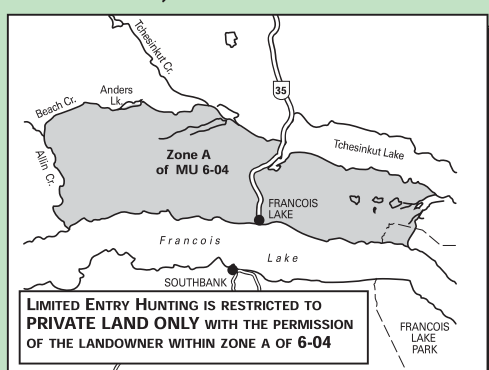 Tchesinkut Cr.
35
Anders
Lk.
Beach Cr.
Allin Cr.
Tchesinkut Lake
Zone A
of MU 6-04
FRANCOIS
LAKE
Francois
Lake
SOUTHBANK
LIMITED ENTRY HUNTING IS RESTRICTED TO
PRIVATE LAND ONLY WITH THE PERMISSION
OF THE LANDOWNER WITHIN ZONE A OF 6-04
FRANCOIS
LAKE
PARK